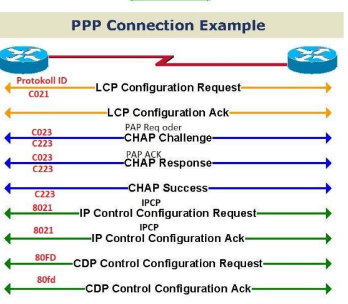 PPP Connection Example
Protokoll ID
C021
LCP Configuration Request
LCP Configuration Ack
C023
C223
PAP Req oder
CHAP Challenge
C023
C223
PAP ACK
CHAP Response
C223
CHAP Success
8021
IPCP
IP Control Configuration Request
8021
IPCP
IP Control Configuration Ack
80FD
CDP Control Configuration Request
80fd
CDP Control Configuration Ack